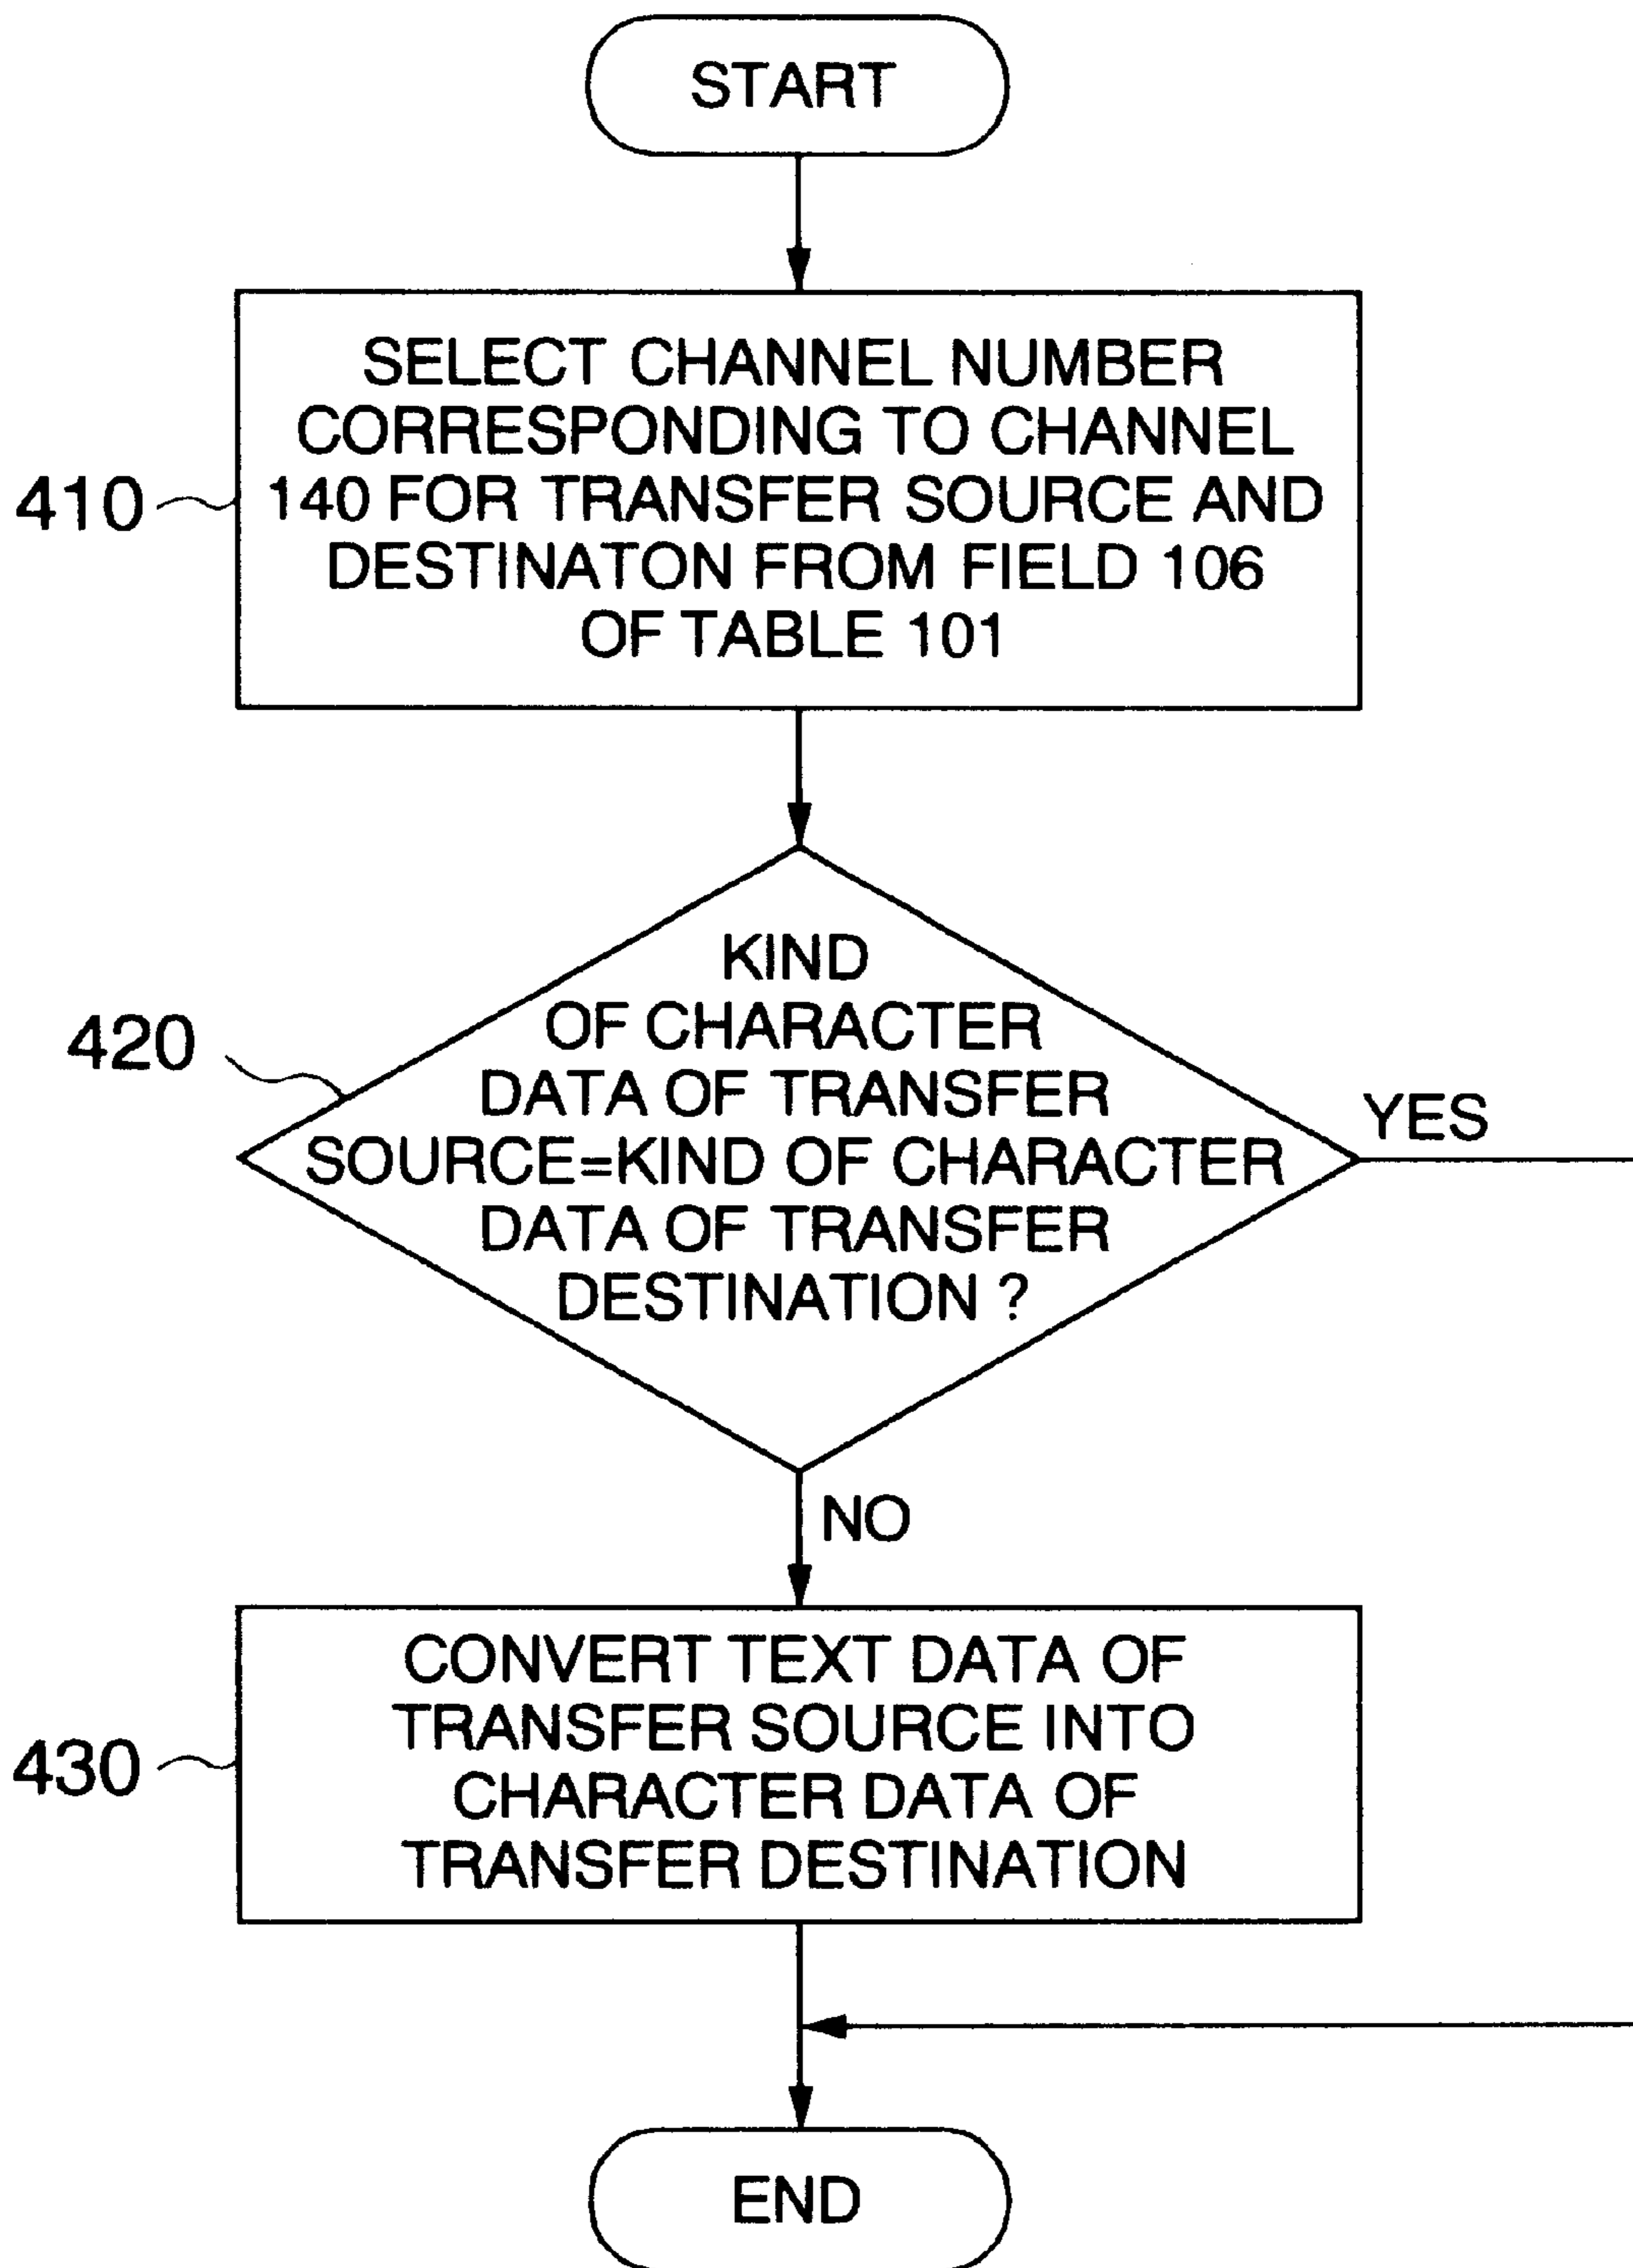 START
SELECT CHANNEL NUMBER
CORRESPONDING TO CHANNEL
410
140 FOR TRANSFER SOURCE AND
DESTINATON FROM FIELD 106
OF TABLE 101
KIND
OF CHARACTER
420
DATA OF TRANSFER
YES
SOURCE=KIND OF CHARACTER
DATA OF TRANSFER
DESTINATION ?
NO
CONVERT TEXT DATA OF
TRANSFER SOURCE INTO
430
CHARACTER DATA OF
TRANSFER DESTINATION
END